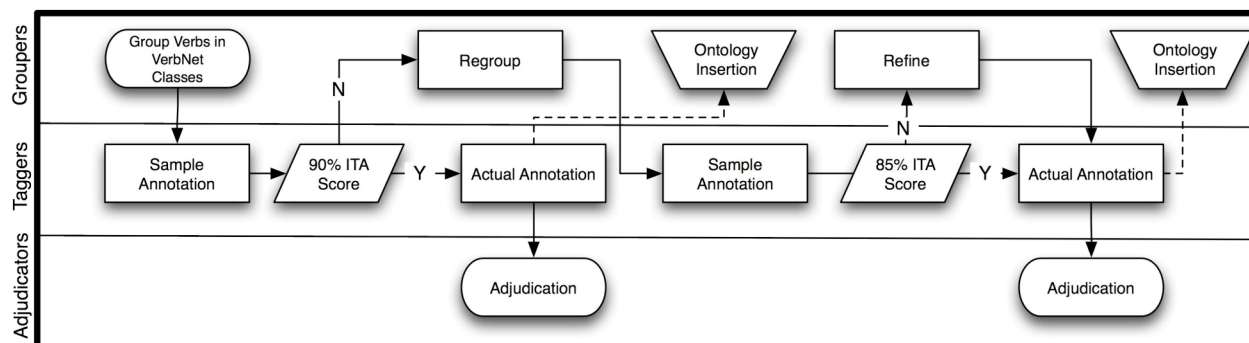 Groupers
Group Verbs in
VerbNet
Classes
N
Regroup
Ontology
Insertion
Refine
Ontology
Insertion
N
Taggers
Sample
Annotation
90% ITA
Score
Y
Actual Annotation
Sample
Annotation
85% ITA
Score
Y
Actual Annotation
Adjudicators
Adjudication
Adjudication